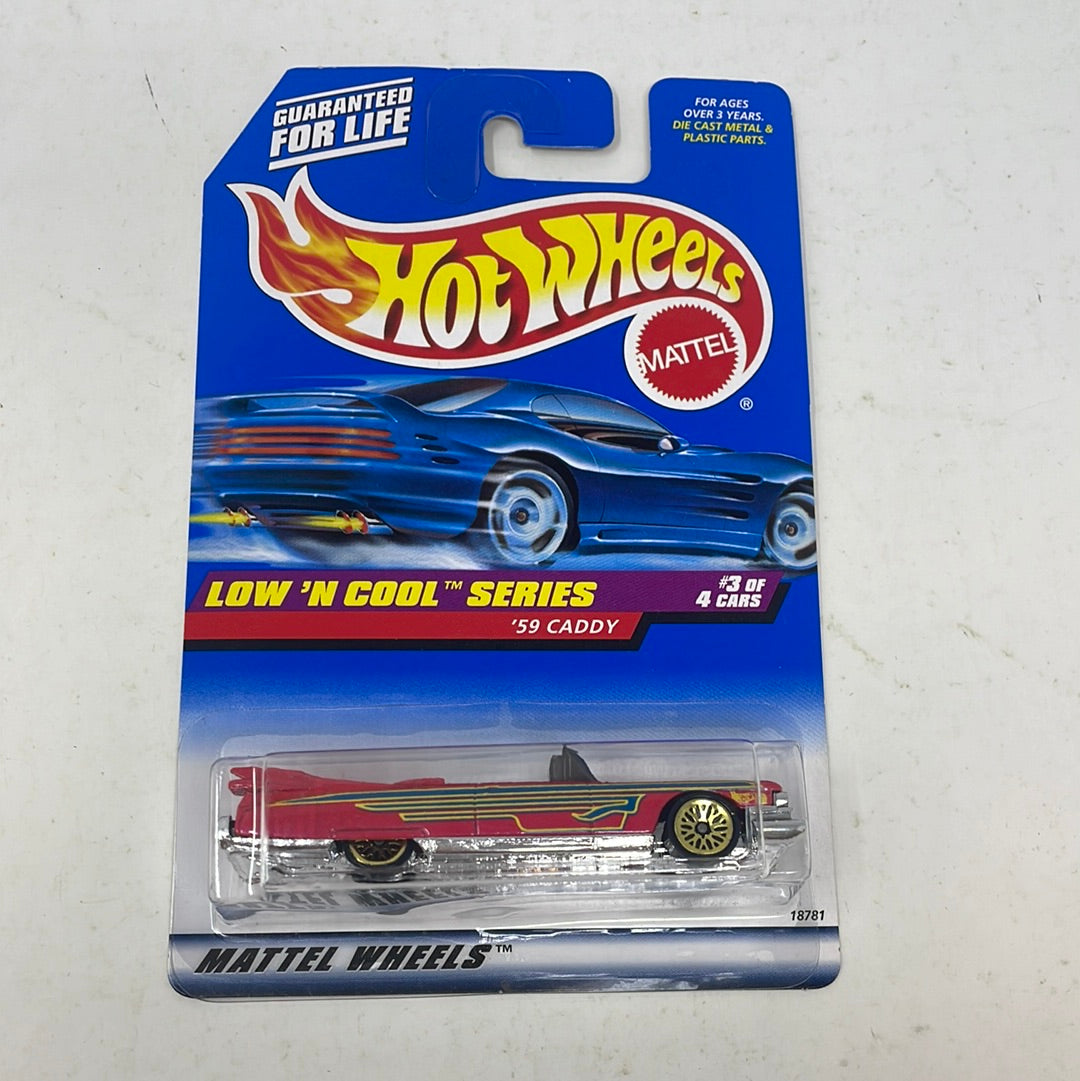 GUARANTEED
FOR LIFE
FOR AGES
OVER 3 YEARS.
DIE CAST METAL &
PLASTIC PARTS.
HOT WHEELS
MATTEL
®
LOW 'N COOL™ SERIES
#3 OF
4 CARS
'59 CADDY
18781
MATTEL WHEELS™